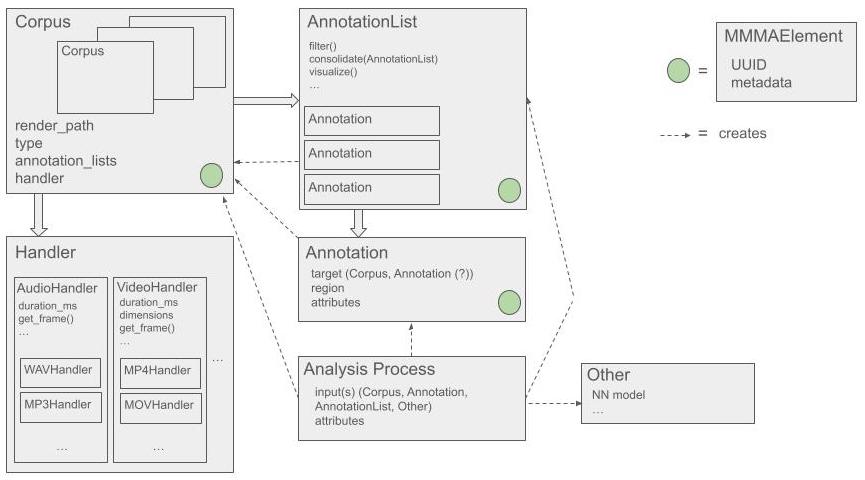 Corpus
Corpus
render_path
type
annotation_lists
handler
AnnotationList
filter()
consolidate(AnnotationList)
visualize()
...
Annotation
Annotation
Annotation
MMMAElement
UUID
metadata
=
= creates
Handler
AudioHandler
duration_ms
get_frame()
...
WAVHandler
MP3Handler
...
VideoHandler
duration_ms
dimensions
get_frame()
...
MP4Handler
MOVHandler
...
...
Annotation
target (Corpus, Annotation (?))
region
attributes
Analysis Process
input(s) (Corpus, Annotation,
AnnotationList, Other)
attributes
Other
NN model
...